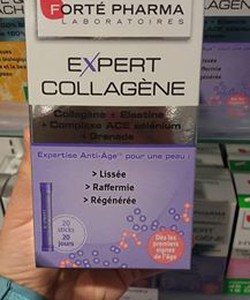 FORTÉ PHARMA
LABORATOIRES
EXPERT
COLLAGÈNE
Collagène + Elastine
+ Complexe ACE sélénium
+ Grenade
Expertise Anti-Âge pour une peau :
> Lissée
> Raffermie
> Régénérée
20
sticks
20
jours
Dès les
premiers
signes de
l'âge